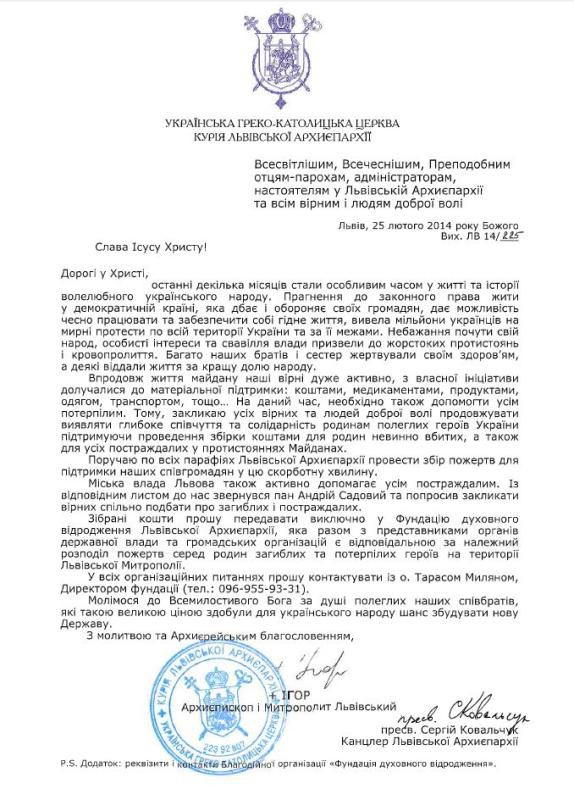 УКРАЇНСЬКА ГРЕКО-КАТОЛИЦЬКА ЦЕРКВА
КУРІЯ ЛЬВІВСЬКОЇ АРХИЄПАРХІЇ
Всесвітлішим, Всечеснішим, Преподобним
отцям-парохам, адміністраторам,
настоятелям у Львівській Архиєпархії
та всім вірним і людям доброї волі
Львів, 25 лютого 2014 року Божого
Вих. ЛВ 14/225
Слава Ісусу Христу!
Дорогі у Христі,
останні декілька місяців стали особливим часом у житті та історії
волелюбного українського народу. Прагнення до законного права жити
у демократичній країні, яка дбає і обороняє своїх громадян, дає можливість
чесно працювати та забезпечити собі гідне життя, вивела мільйони українців на
мирні протести по всій території України та за її межами. Небажання почути свій
народ, особисті інтереси та свавілля влади призвели до жорстоких протистоянь
і кровопролиття. Багато наших братів і сестер жертвували своїм здоров’ям,
а деякі віддали життя за кращу долю народу.
Впродовж життя майдану наші вірні дуже активно, з власної ініціативи
долучалися до матеріальної підтримки: коштами, медикаментами, продуктами,
одягом, транспортом, тощо... На даний час, необхідно також допомогти усім
потерпілим. Тому, закликаю усіх вірних та людей доброї волі продовжувати
виявляти глибоке співчуття та солідарність родинам полеглих героїв України
підтримуючи проведення збірки коштами для родин невинно вбитих, а також
для усіх постраждалих у протистояннях Майданах.
Поручаю по всіх парафіях Львівської Архиєпархії провести збір пожертв для
підтримки наших співгромадян у цю скорботну хвилину.
Міська влада Львова також активно допомагає усім постраждалим. Із
відповідним листом до нас звернувся пан Андрій Садовий та попросив закликати
вірних спільно подбати про загиблих і постраждалих.
Зібрані кошти прошу передавати виключно у Фундацію духовного
відродження Львівської Архиєпархії, яка разом з представниками органів
державної влади та громадських організацій є відповідальною за належний
розподіл пожертв серед родин загиблих та потерпілих героїв на території
Львівської Митрополії.
У всіх організаційних питаннях прошу контактувати із о. Тарасом Миляном,
Директором фундації (тел.: 096-955-93-31).
Молімося до Всемилостивого Бога за душі полеглих наших співбратів,
які такою великою ціною здобули для українського народу шанс збудувати нову
Державу.
З молитвою та Архиєрейським благословенням,
+ Ігор
+ ІГОР
Архиєпископ і Митрополит Львівський
КУРІЯ ЛЬВІВСЬКОЇ АРХИЄПАРХІЇ
УКРАЇНСЬКА ГРЕКО-КАТОЛИЦЬКА ЦЕРКВА
223 92 807
пресв. С Ковальчук
пресв. Сергій Ковальчук
Канцлер Львівської Архиєпархії
P.S. Додаток: реквізити і контакти Благодійної організації «Фундація духовного відродження».